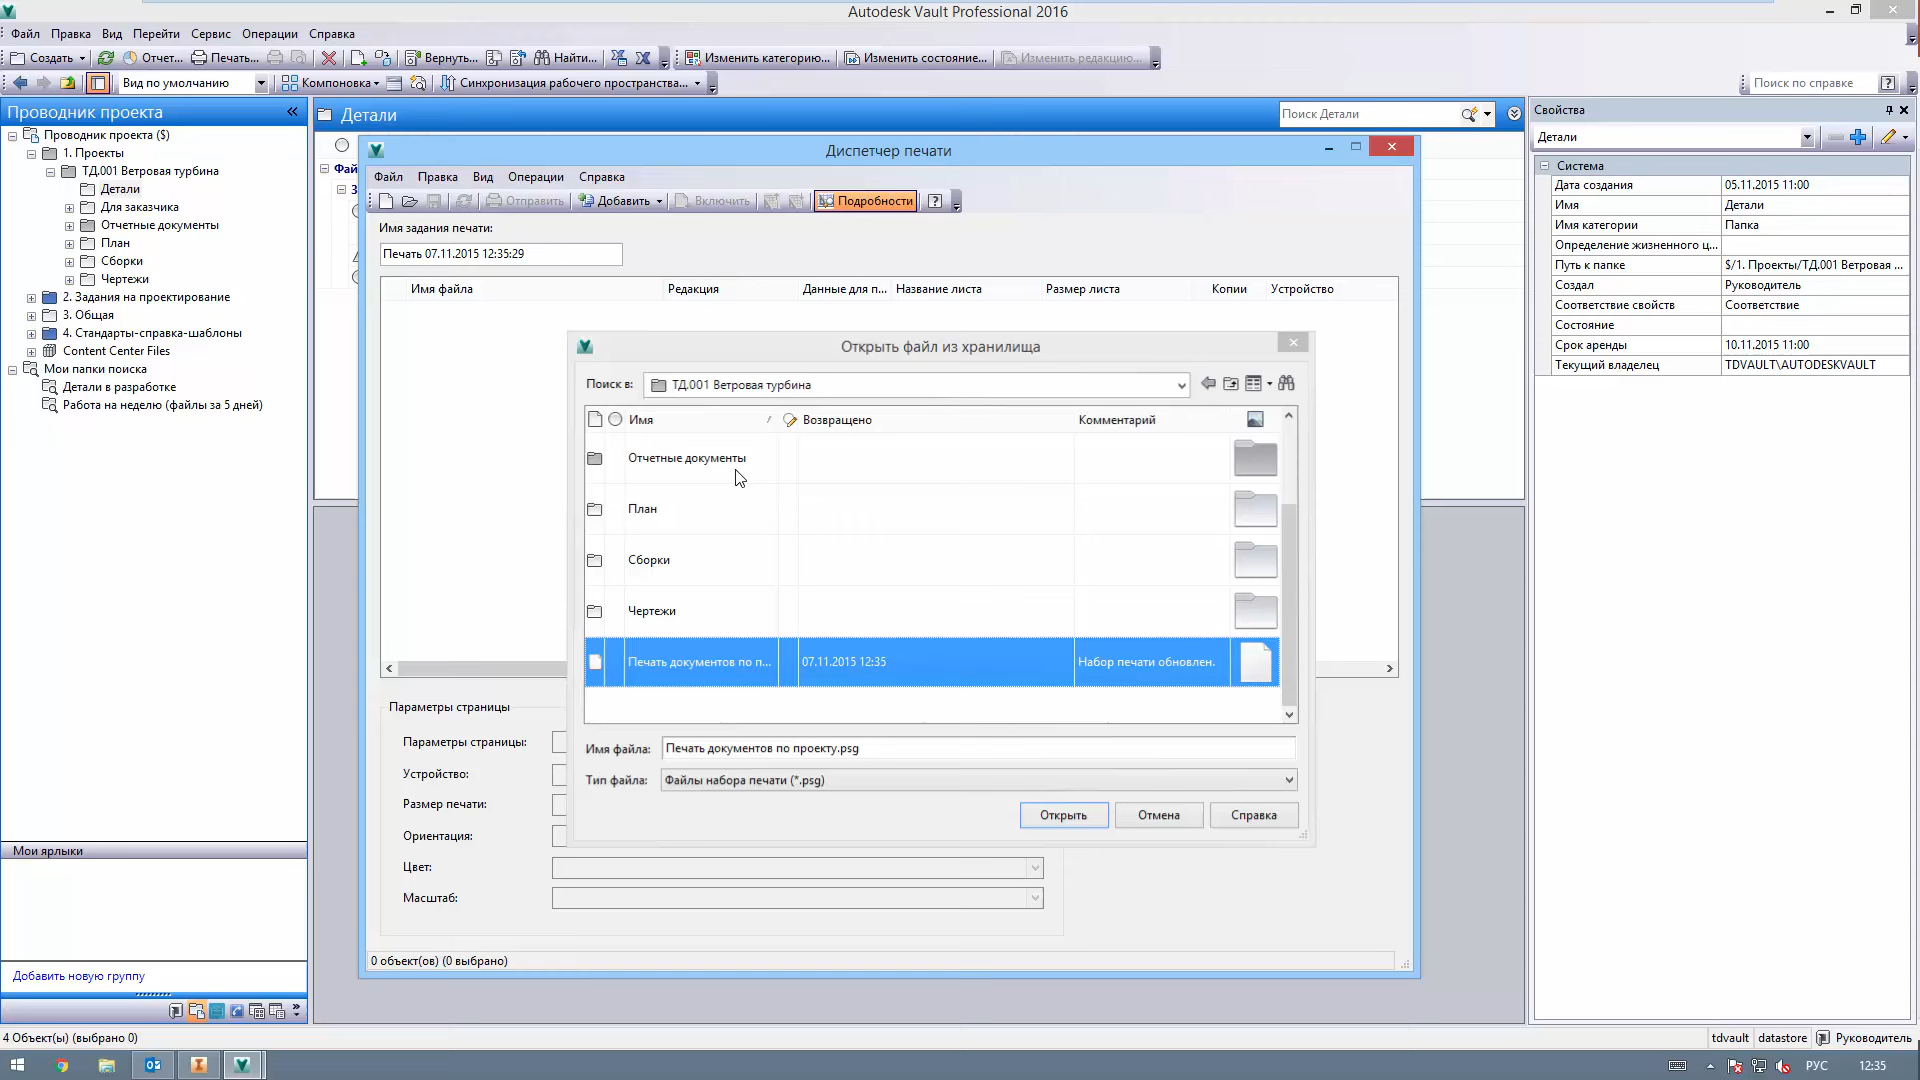 Autodesk Vault Professional 2016
Файл Правка Вид Перейти Сервис Операции Справка
Создать Отчет... Печать... Вернуть... Найти... Изменить категорию... Изменить состояние... Изменить редакцию...
Вид по умолчанию Компоновка Синхронизация рабочего пространства... Поиск по справке
Проводник проекта
Проводник проекта ($)
1. Проекты
ТД.001 Ветровая турбина
Детали
Для заказчика
Отчетные документы
План
Сборки
Чертежи
2. Задания на проектирование
3. Общая
4. Стандарты-справка-шаблоны
Content Center Files
Мои папки поиска
Детали в разработке
Работа на неделю (файлы за 5 дней)
Мои ярлыки
Добавить новую группу
Детали
Поиск Детали
Фай
З
Диспетчер печати
Файл Правка Вид Операции Справка
Отправить Добавить Включить Подробности
Имя задания печати:
Печать 07.11.2015 12:35:29
Имя файла Редакция Данные для п... Название листа Размер листа Копии Устройство
Открыть файл из хранилища
Поиск в: ТД.001 Ветровая турбина
Имя Возвращено Комментарий
Отчетные документы
План
Сборки
Чертежи
Печать документов по п... 07.11.2015 12:35 Набор печати обновлен.
Имя файла: Печать документов по проекту.psg
Тип файла: Файлы набора печати (*.psg)
Открыть Отмена Справка
Параметры страницы
Параметры страницы:
Устройство:
Размер печати:
Ориентация:
Цвет:
Масштаб:
0 объект(ов) (0 выбрано)
Свойства
Детали
Система
Дата создания 05.11.2015 11:00
Имя Детали
Имя категории Папка
Определение жизненного ц...
Путь к папке $/1. Проекты/ТД.001 Ветровая ...
Создал Руководитель
Соответствие свойств Соответствие
Состояние
Срок аренды 10.11.2015 11:00
Текущий владелец TDVAULT\AUTODESKVAULT
4 Объект(ы) (выбрано 0)
tdvault datastore Руководитель
РУС 12:35